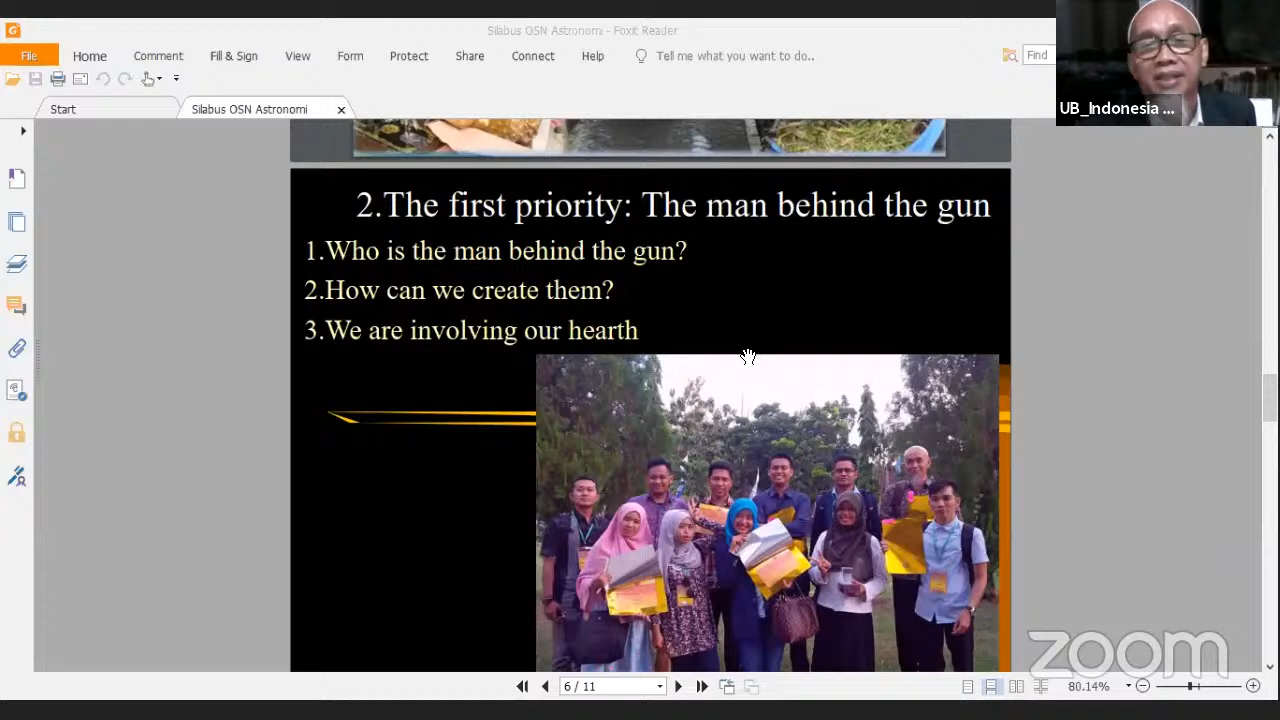 Silabus OSN Astronomi - Foxit Reader
File Home Comment Fill & Sign View Form Protect Share Connect Help Tell me what you want to do.. Find
Start Silabus OSN Astronomi
UB_Indonesia ...
2.The first priority: The man behind the gun
1.Who is the man behind the gun?
2.How can we create them?
3.We are involving our hearth
zoom
6 / 11 80.14%